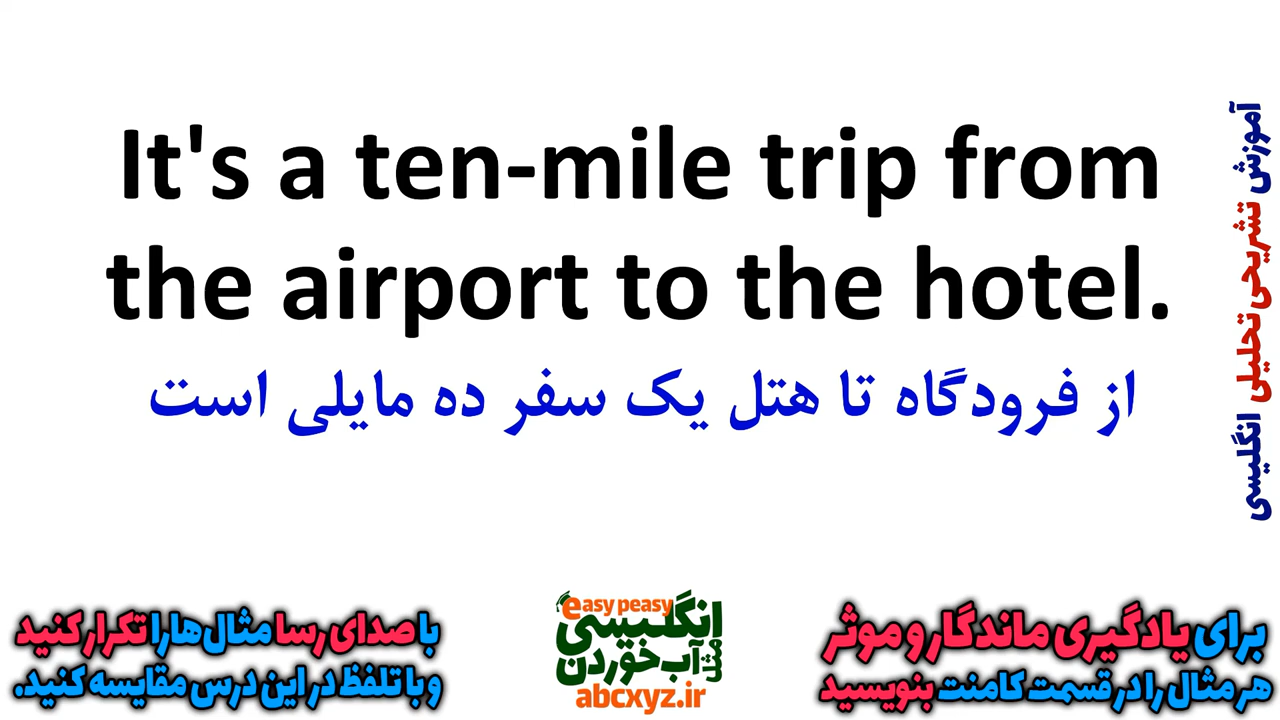 It's a ten-mile trip from
the airport to the hotel.
از فرودگاه تا هتل یک سفر ده مایلی است
آموزش تشریحی تحلیلی انگلیسی
برای یادگیری ماندگار و موثر
هر مثال را در قسمت کامنت بنویسید
easy peasy
انگلیسی
مثل آب خوردن
abcxyz.ir
با صدای رسا مثال‌ها را تکرار کنید
و با تلفظ در این درس مقایسه کنید.